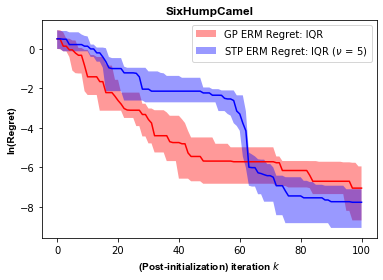 SixHumpCamel
GP ERM Regret: IQR
STP ERM Regret: IQR (ν = 5)
ln(Regret)
0
−2
−4
−6
−8
0 20 40 60 80 100
(Post-initialization) iteration k